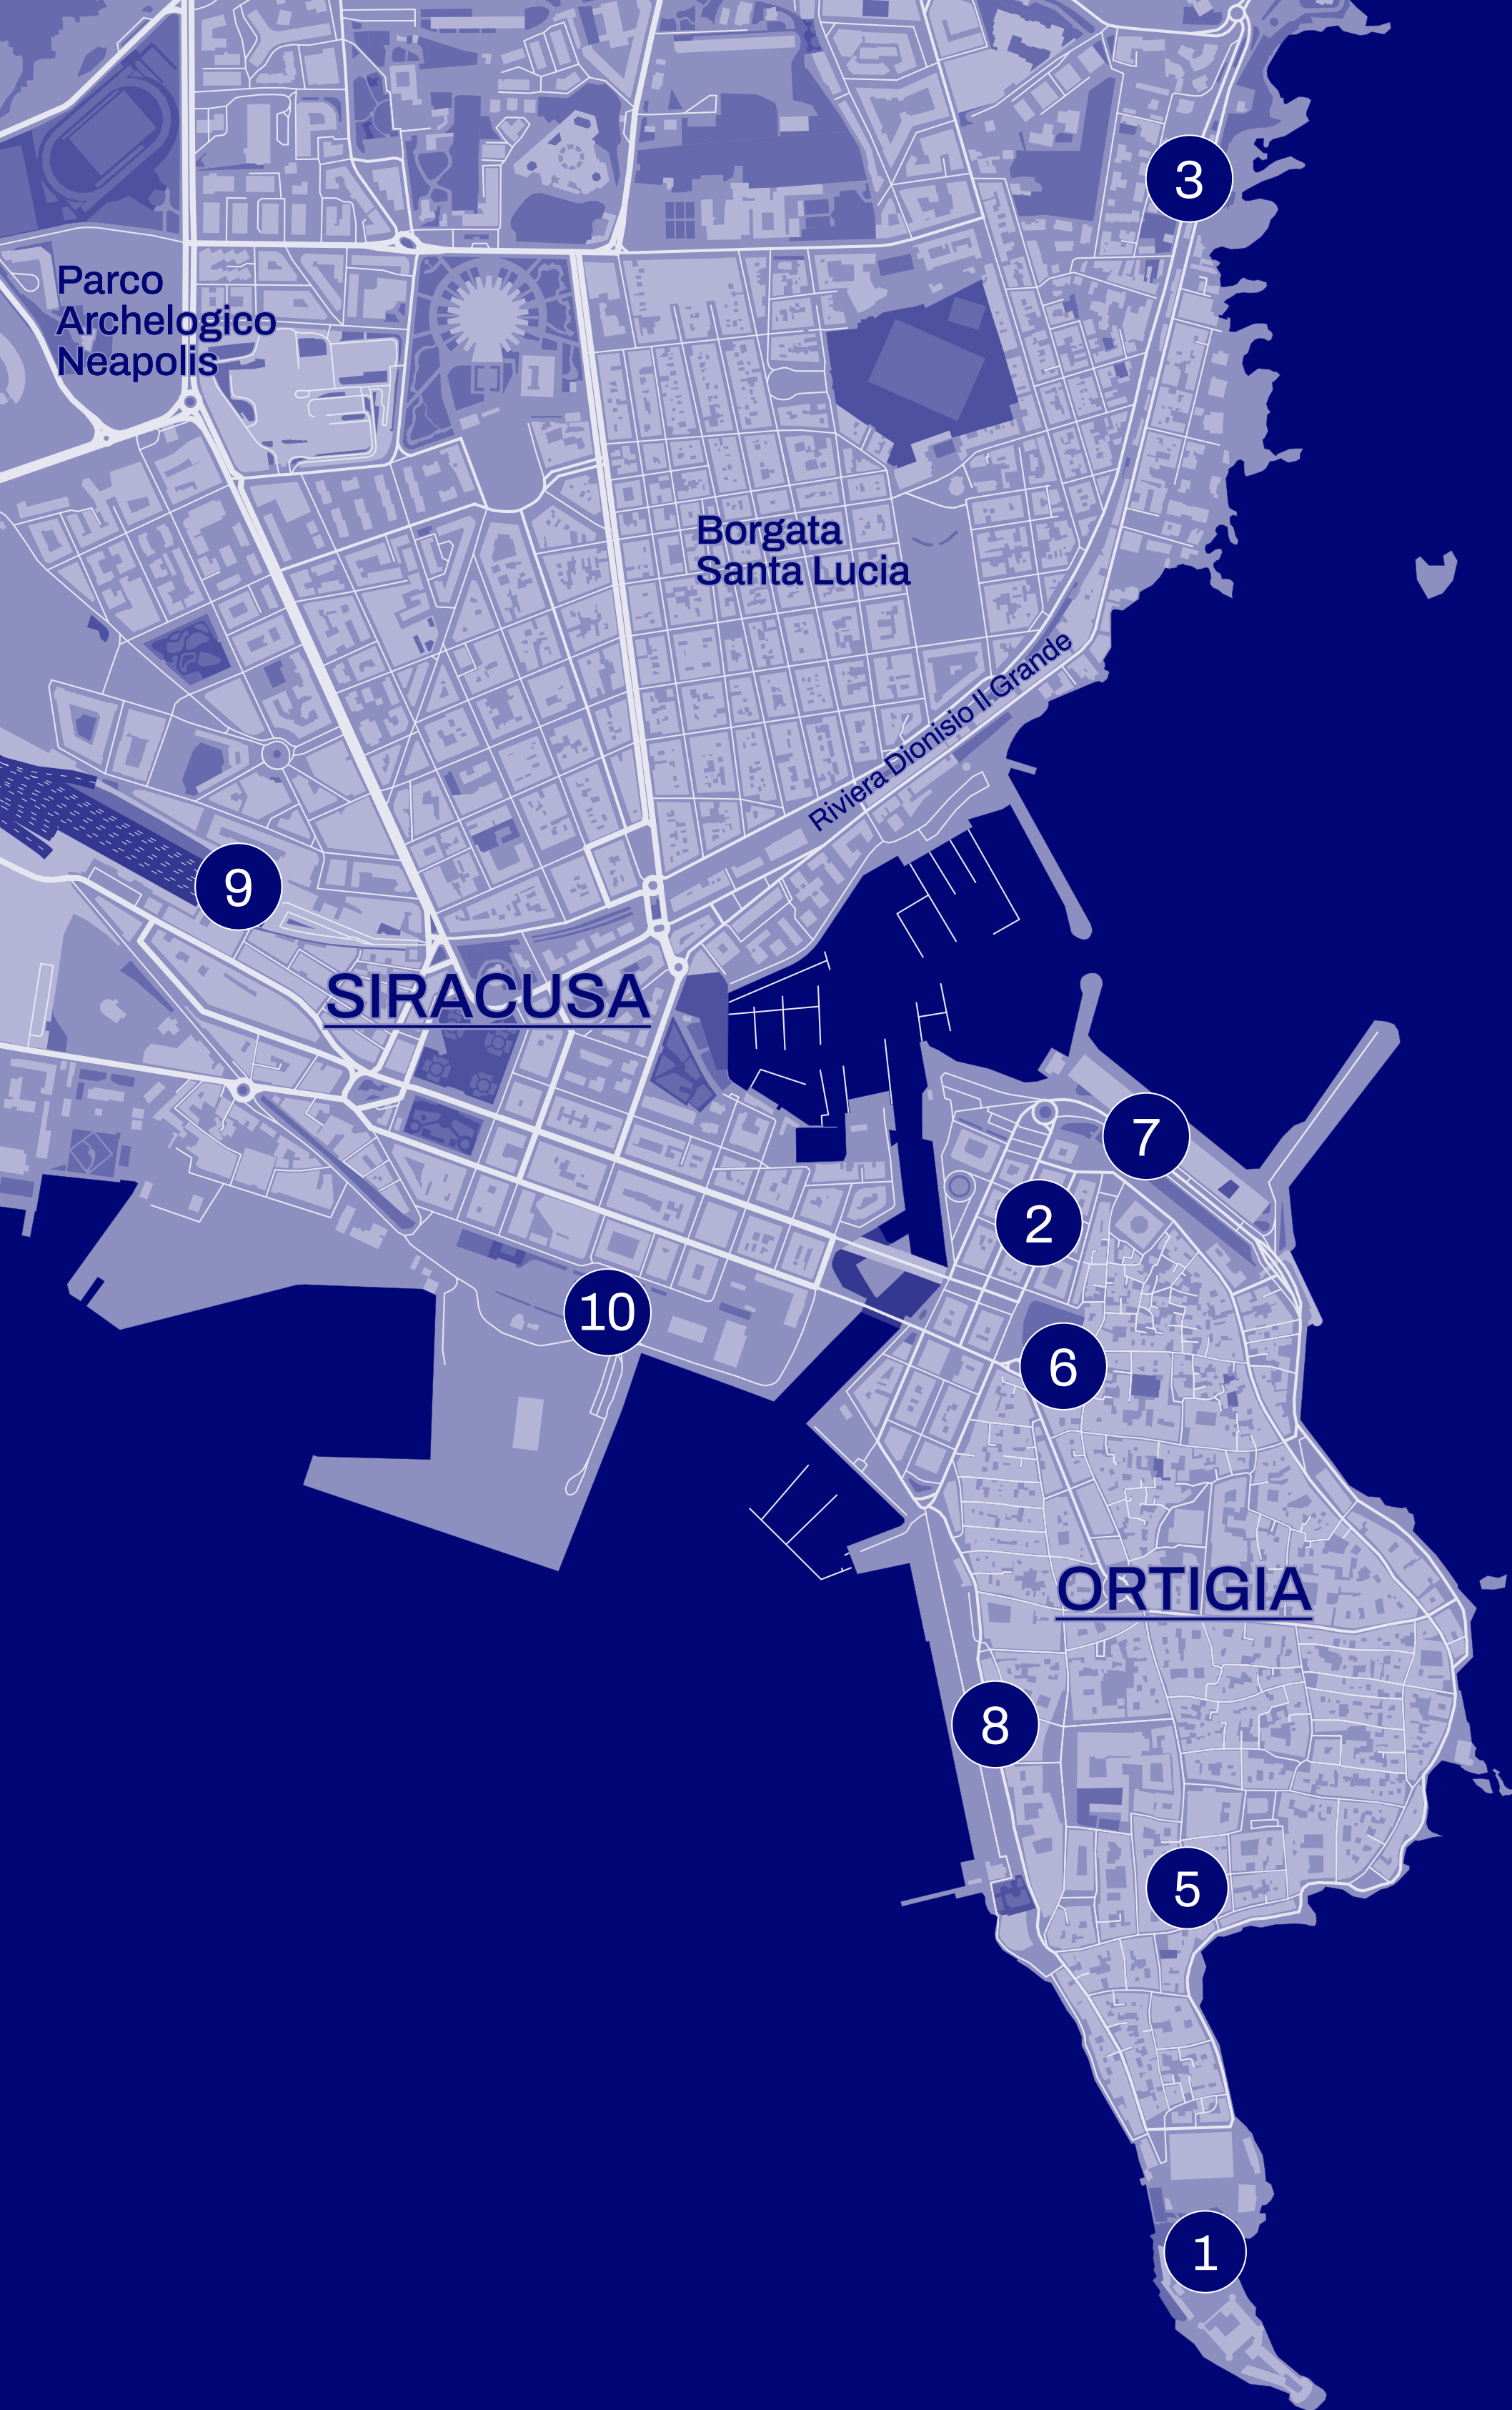 3
Parco
Archelogico
Neapolis
Borgata
Santa Lucia
Riviera Dionisio Il Grande
9
SIRACUSA
7
2
10
6
ORTIGIA
8
5
1